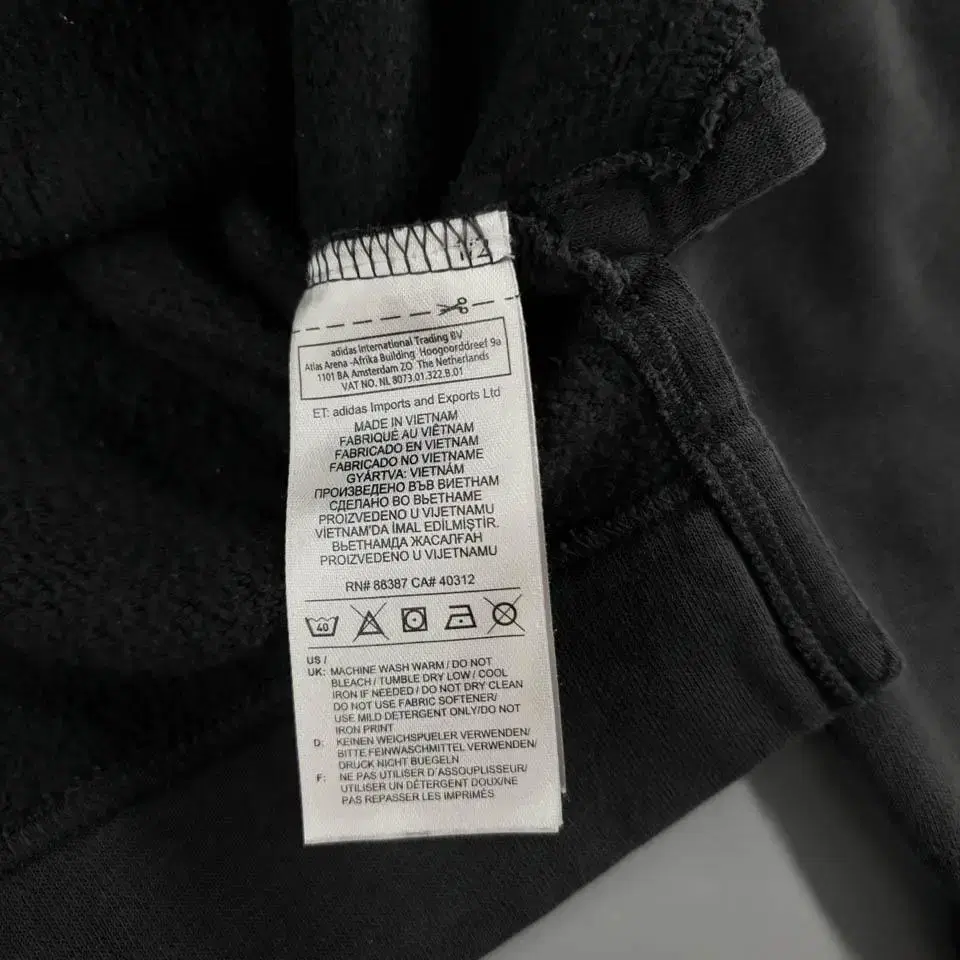 12
adidas International Trading BV
Atlas Arena -Afrika Building Hoogoorddreef 9a
1101 BA Amsterdam ZO The Netherlands
VAT NO. NL 8073.01.322.B.01
ET: adidas Imports and Exports Ltd
MADE IN VIETNAM
FABRIQUÉ AU VIÊTNAM
FABRICADO EN VIETNAM
FABRICADO NO VIETNAME
GYÁRTVA: VIETNÁM
ПРОИЗВЕДЕНО ВЪВ ВИЕТНАМ
СДЕЛАНО ВО ВЬЕТНАМЕ
PROIZVEDENO U VIJETNAMU
VİETNAM'DA İMAL EDİLMİŞTİR.
ВЬЕТНАМДА ЖАСАЛҒАН
PROIZVEDENO U VIJETNAMU
RN# 88387 CA# 40312
40
US /
UK: MACHINE WASH WARM / DO NOT
BLEACH / TUMBLE DRY LOW / COOL
IRON IF NEEDED / DO NOT DRY CLEAN
DO NOT USE FABRIC SOFTENER/
USE MILD DETERGENT ONLY/DO NOT
IRON PRINT
D: KEINEN WEICHSPUELER VERWENDEN/
BITTE FEINWASCHMITTEL VERWENDEN/
DRUCK NICHT BUEGELN
F: NE PAS UTILISER D'ASSOUPLISSEUR/
UTILISER UN DÉTERGENT DOUX/NE
PAS REPASSER LES IMPRIMÉS